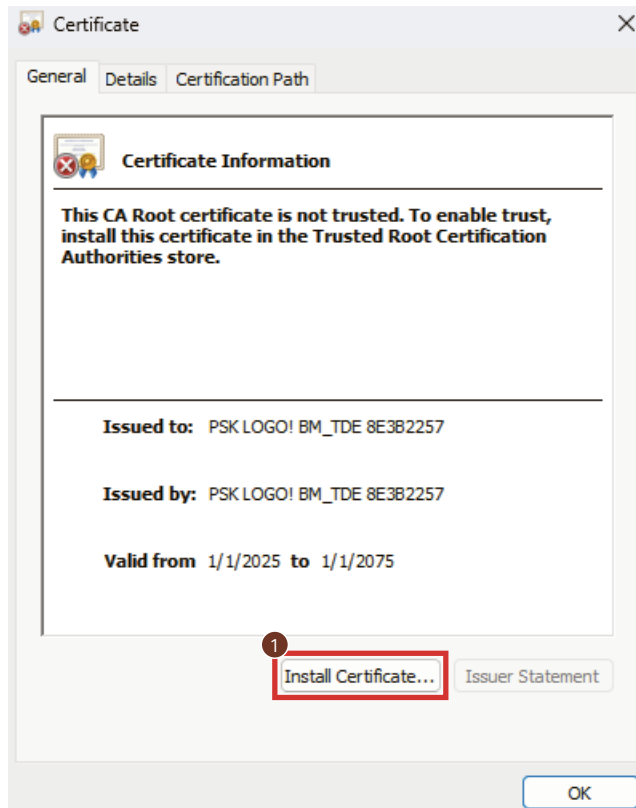 Certificate
General Details Certification Path
Certificate Information
This CA Root certificate is not trusted. To enable trust,
install this certificate in the Trusted Root Certification
Authorities store.
Issued to: PSK LOGO! BM_TDE 8E3B2257
Issued by: PSK LOGO! BM_TDE 8E3B2257
Valid from 1/1/2025 to 1/1/2075
1
Install Certificate... Issuer Statement
OK